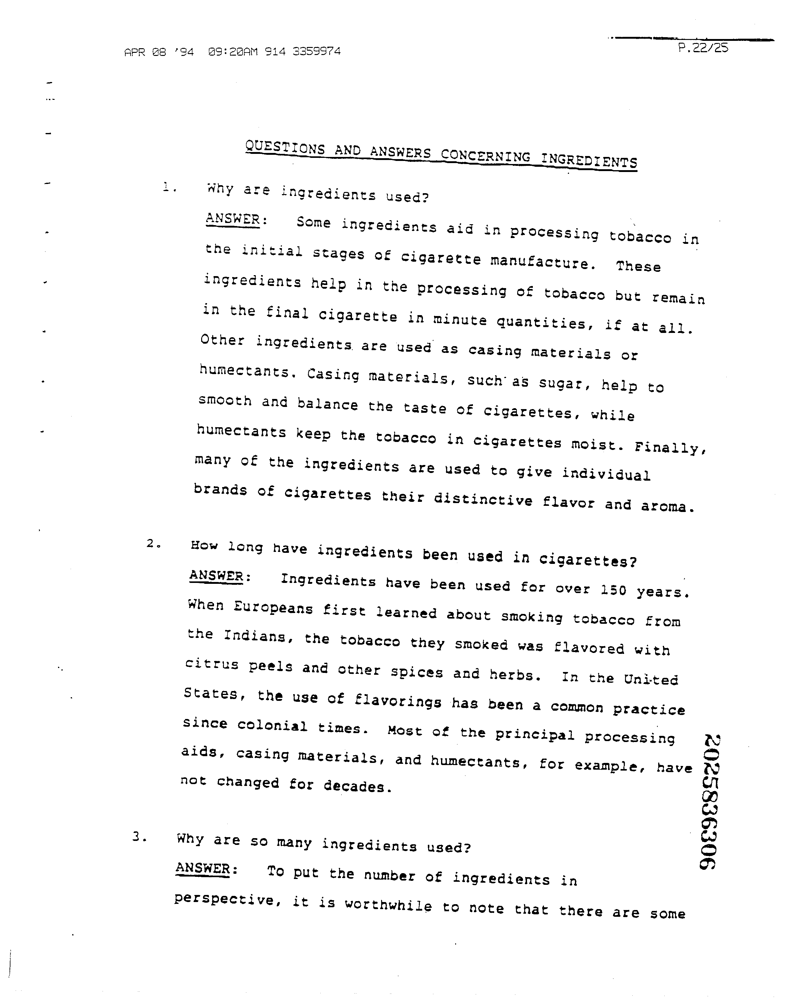 APR 08 '94 09:20AM 914 3359974
P.22/25
QUESTIONS AND ANSWERS CONCERNING INGREDIENTS
1. Why are ingredients used?
ANSWER: Some ingredients aid in processing tobacco in
the initial stages of cigarette manufacture. These
ingredients help in the processing of tobacco but remain
in the final cigarette in minute quantities, if at all.
Other ingredients are used as casing materials or
humectants. Casing materials, such as sugar, help to
smooth and balance the taste of cigarettes, while
humectants keep the tobacco in cigarettes moist. Finally,
many of the ingredients are used to give individual
brands of cigarettes their distinctive flavor and aroma.
2. How long have ingredients been used in cigarettes?
ANSWER: Ingredients have been used for over 150 years.
When Europeans first learned about smoking tobacco from
the Indians, the tobacco they smoked was flavored with
citrus peels and other spices and herbs. In the United
States, the use of flavorings has been a common practice
since colonial times. Most of the principal processing
aids, casing materials, and humectants, for example, have
not changed for decades.
3. Why are so many ingredients used?
ANSWER: To put the number of ingredients in
perspective, it is worthwhile to note that there are some
2025836306